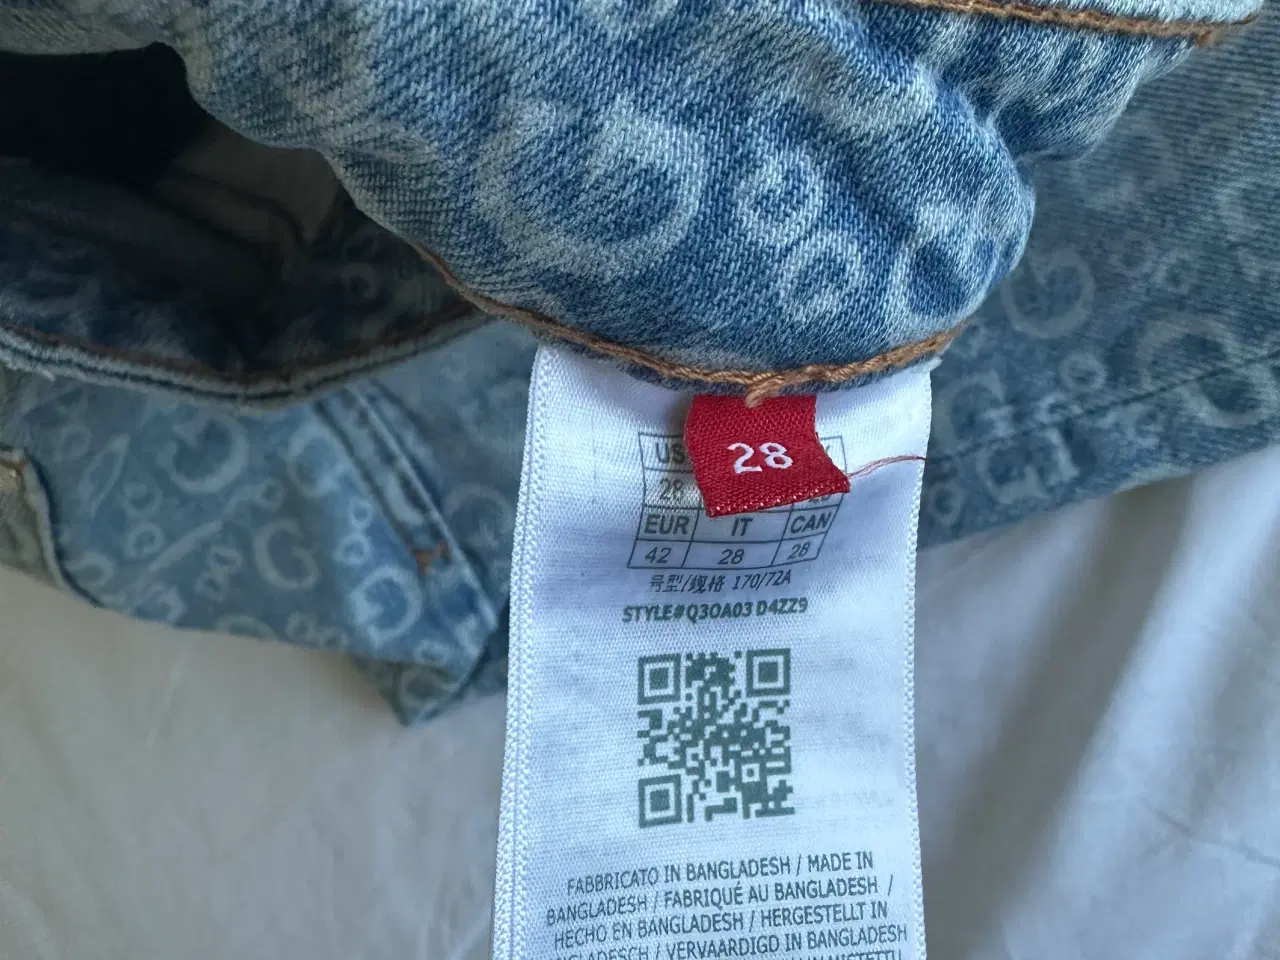 28
US
28
EUR IT CAN
42 28 28
号型/规格 170/72A
STYLE#Q3OA03 D4ZZ9
FABBRICATO IN BANGLADESH / MADE IN
BANGLADESH / FABRIQUÉ AU BANGLADESH /
HECHO EN BANGLADESH / HERGESTELLT IN
BANGLADESCH / VERVAARDIGD IN BANGLADESH